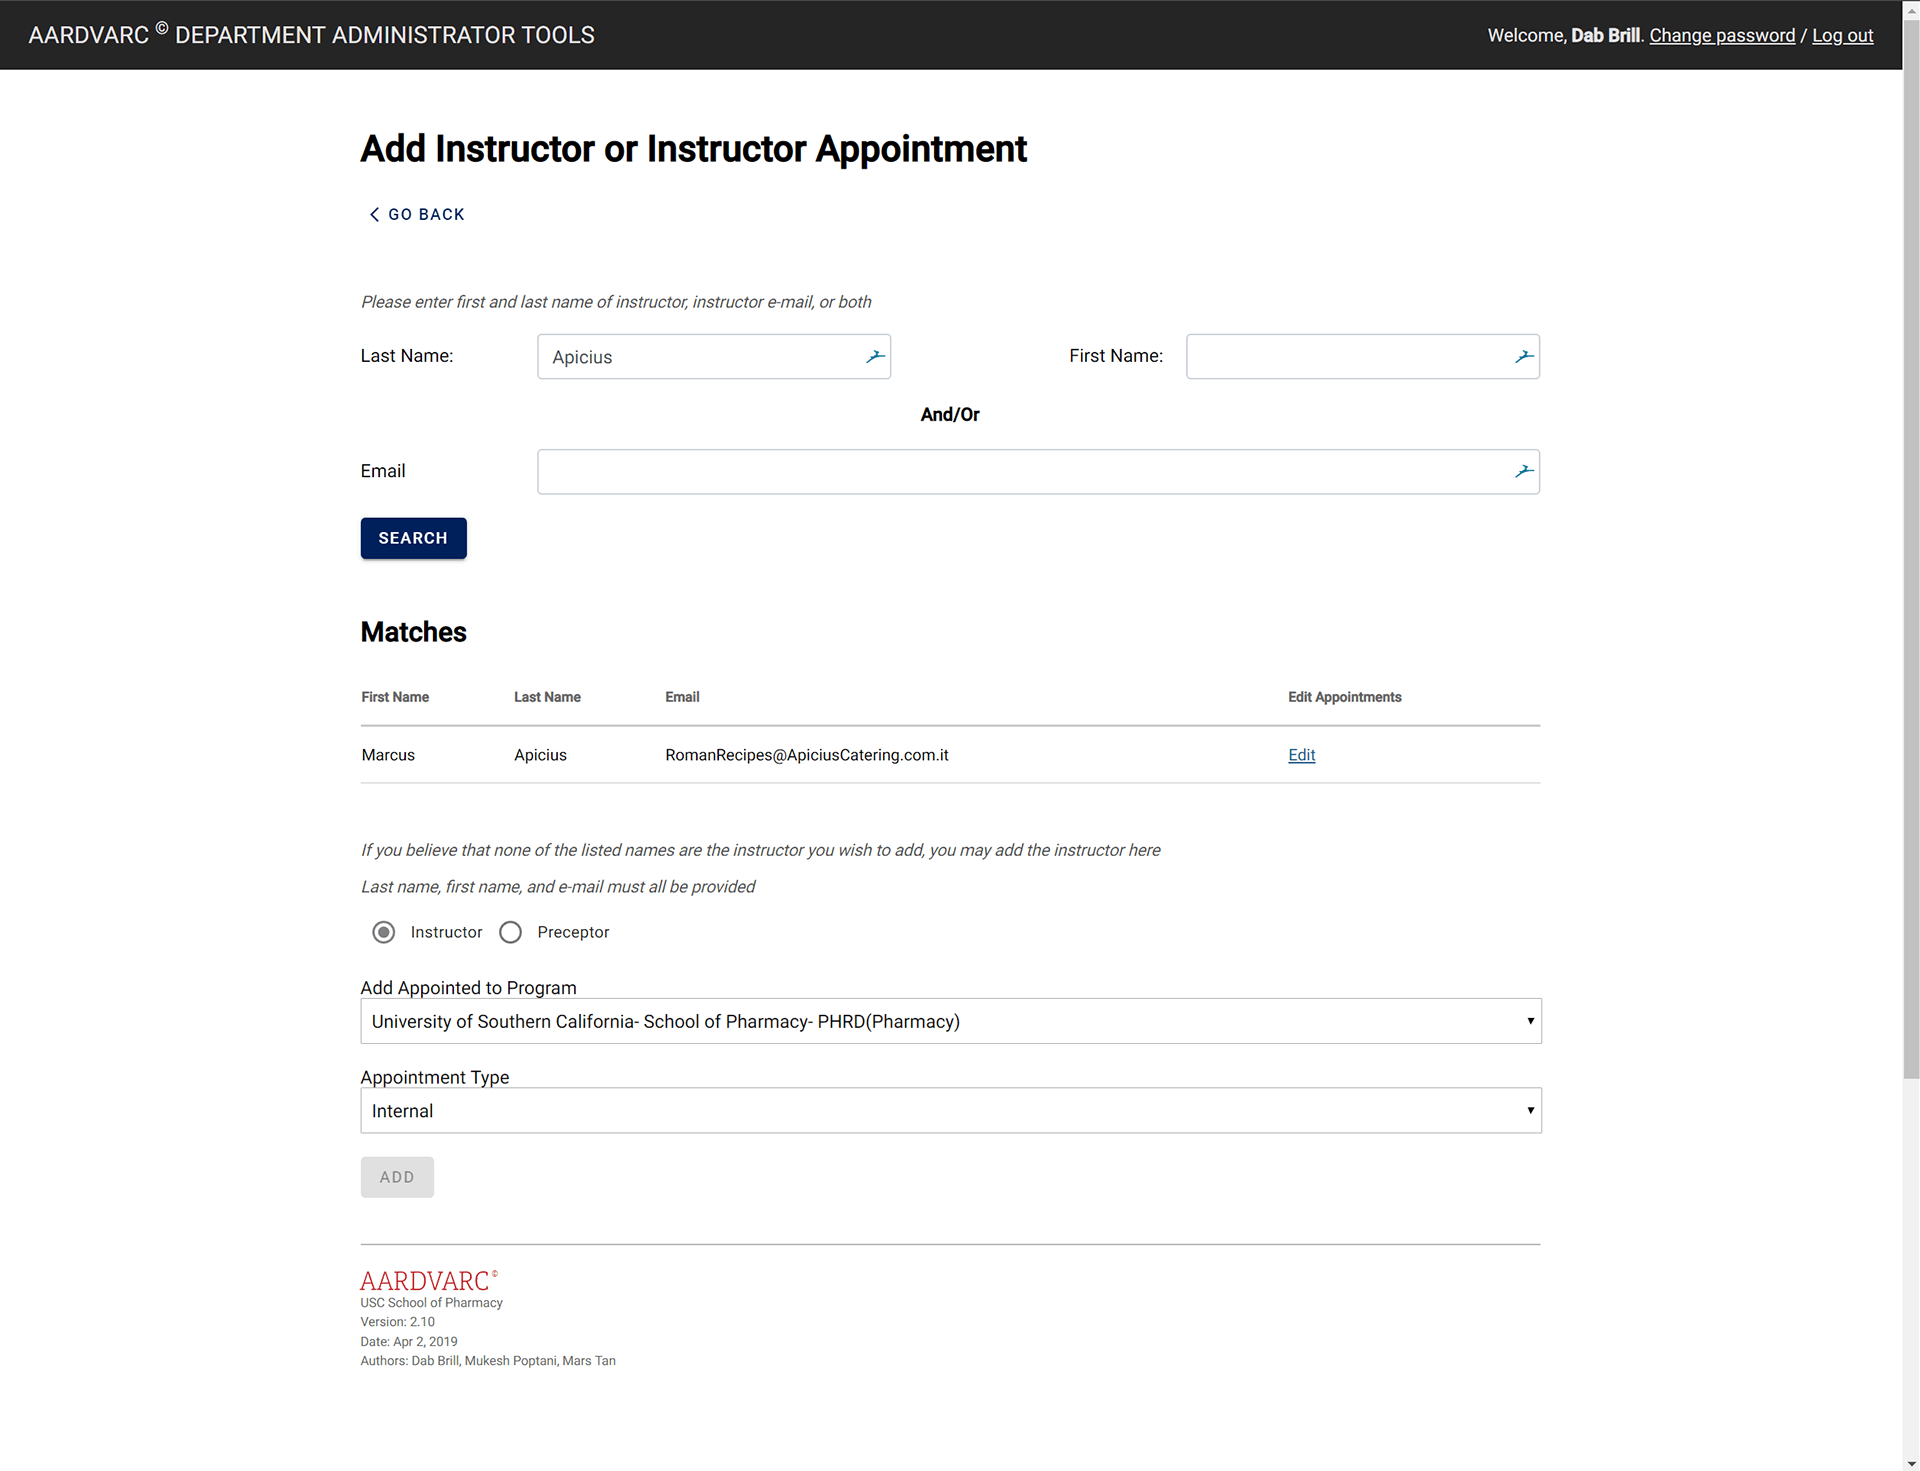 AARDVARC © DEPARTMENT ADMINISTRATOR TOOLS
Welcome, Dab Brill. Change password / Log out
Add Instructor or Instructor Appointment
GO BACK
Please enter first and last name of instructor, instructor e-mail, or both
Last Name: Apicius First Name:
And/Or
Email
SEARCH
Matches
First Name Last Name Email Edit Appointments
Marcus Apicius RomanRecipes@ApiciusCatering.com.it Edit
If you believe that none of the listed names are the instructor you wish to add, you may add the instructor here
Last name, first name, and e-mail must all be provided
Instructor Preceptor
Add Appointed to Program
University of Southern California- School of Pharmacy- PHRD(Pharmacy)
Appointment Type
Internal
ADD
AARDVARC©
USC School of Pharmacy
Version: 2.10
Date: Apr 2, 2019
Authors: Dab Brill, Mukesh Poptani, Mars Tan